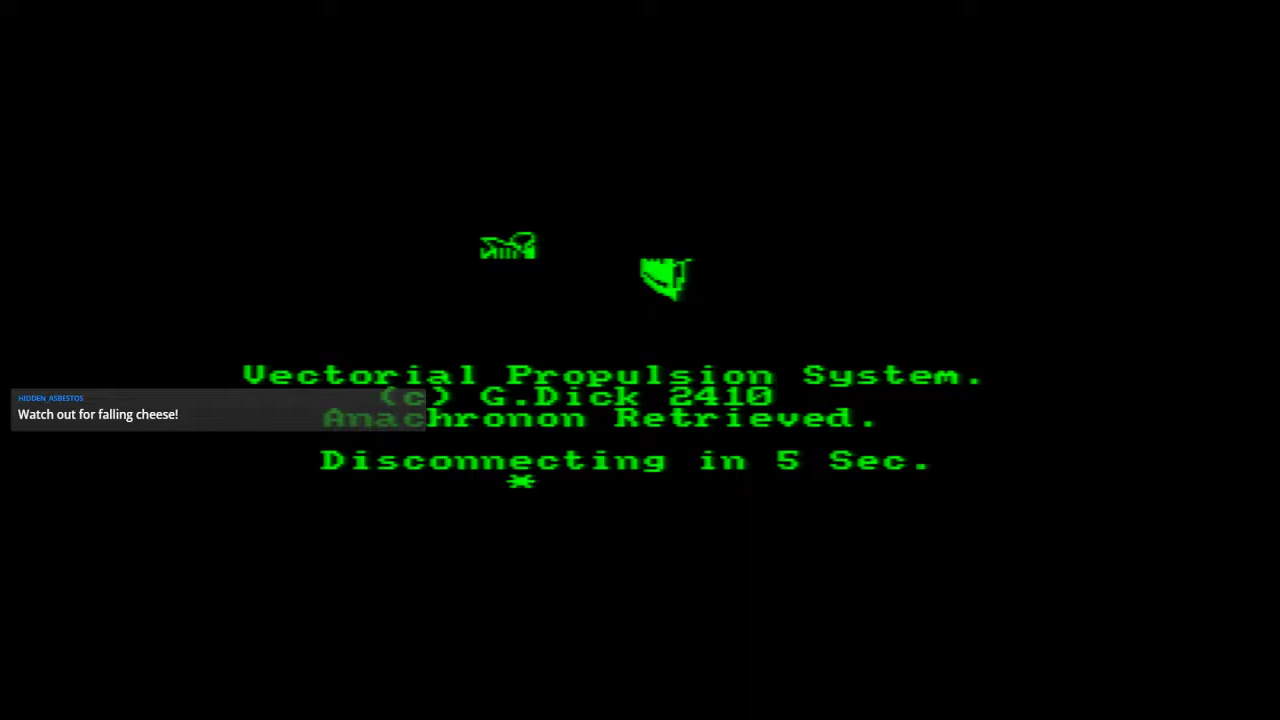 Vectorial Propulsion System.
(c) G.Dick 2410
Anachronon Retrieved.
Disconnecting in 5 Sec.
*
HIDDEN_ASBESTOS
Watch out for falling cheese!